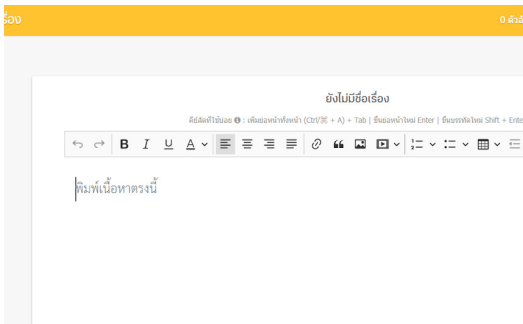 รื่อง
0 ตัวอั
ยังไม่มีชื่อเรื่อง
คีย์ลัดที่ใช้บ่อย : เพิ่มย่อหน้าทั้งหน้า (Ctrl/⌘ + A) + Tab | ขึ้นย่อหน้าใหม่ Enter | ขึ้นบรรทัดใหม่ Shift + Ente
B I U A
พิมพ์เนื้อหาตรงนี้